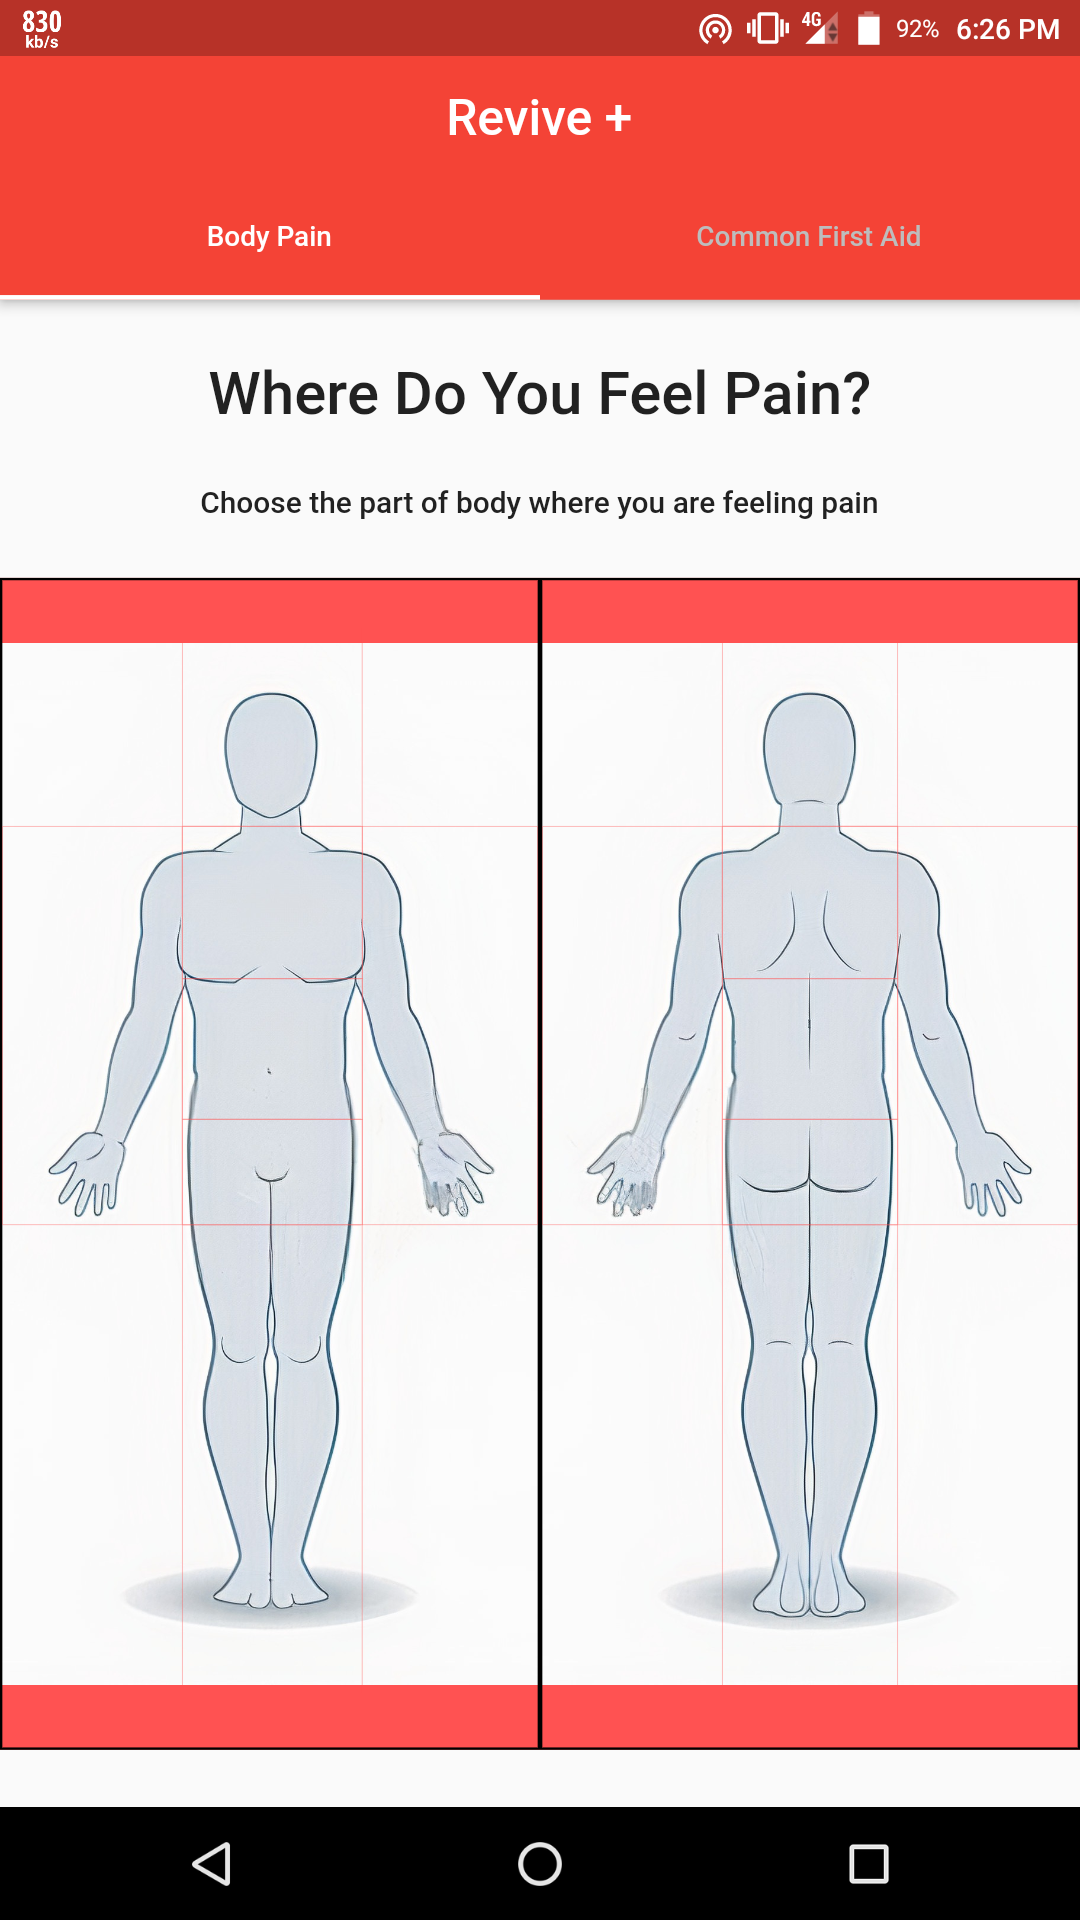 830
kb/s
4G
92%
6:26 PM
Revive +
Body Pain
Common First Aid
Where Do You Feel Pain?
Choose the part of body where you are feeling pain